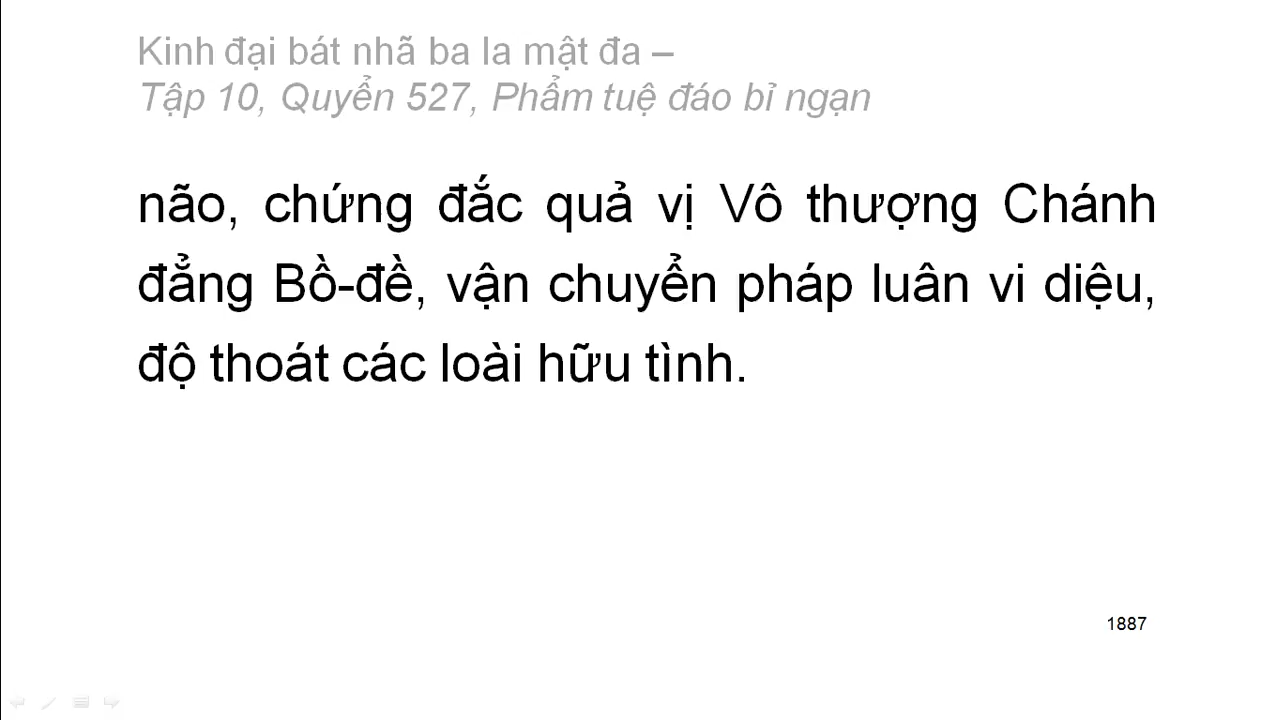 Kinh đại bát nhã ba la mật đa –
Tập 10, Quyển 527, Phẩm tuệ đáo bỉ ngạn
não, chứng đắc quả vị Vô thượng Chánh
đẳng Bồ-đề, vận chuyển pháp luân vi diệu,
độ thoát các loài hữu tình.
1887